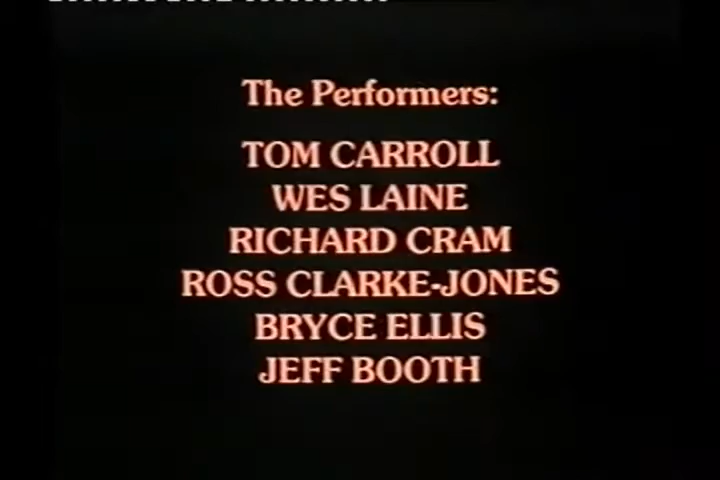 The Performers:
TOM CARROLL
WES LAINE
RICHARD CRAM
ROSS CLARKE-JONES
BRYCE ELLIS
JEFF BOOTH